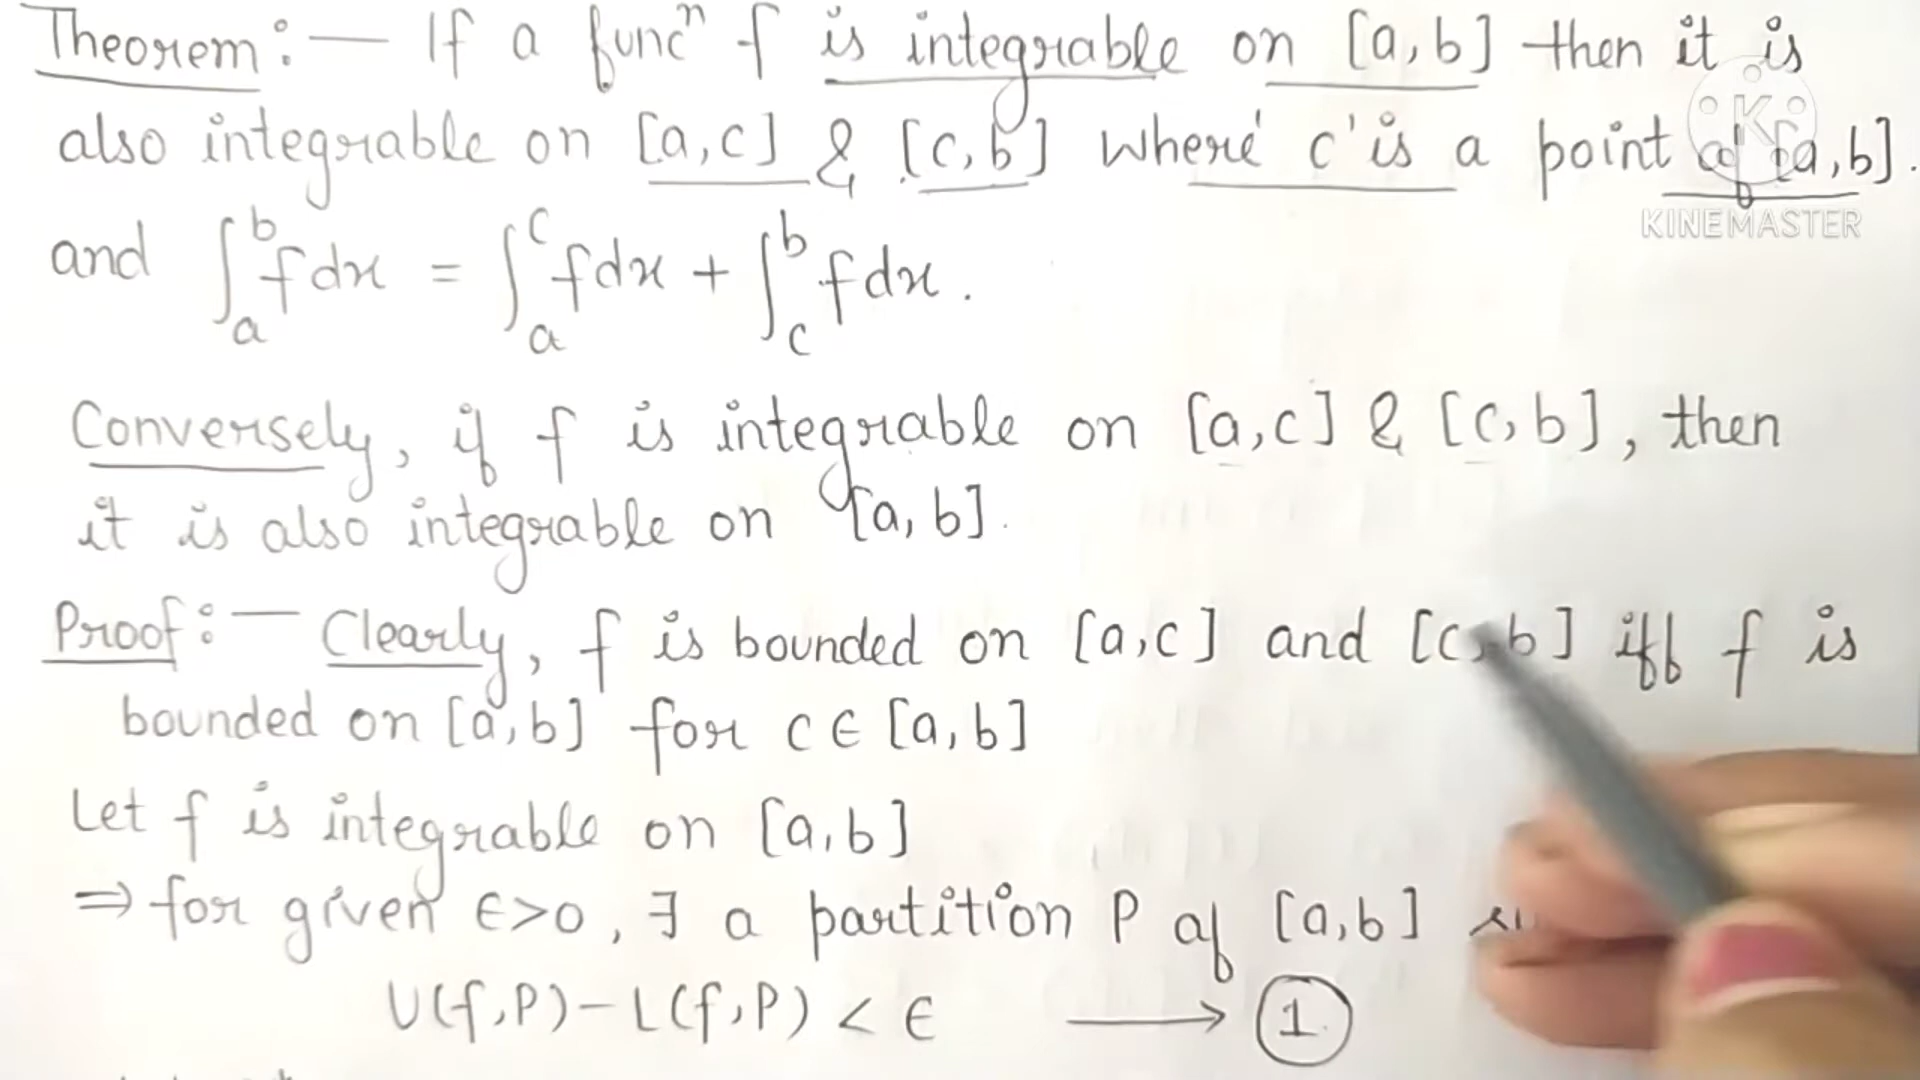 Theorem:— If a funcⁿ f is integrable on [a,b] then it is
also integrable on [a,c] & [c,b] where 'c' is a point of [a,b].
KINEMASTER
and ∫ₐᵇ f dx = ∫ₐᶜ f dx + ∫꜀ᵇ f dx.
Conversely, if f is integrable on [a,c] & [c,b], then
it is also integrable on [a,b].
Proof:— Clearly, f is bounded on [a,c] and [c,b] iff f is
bounded on [a,b] for c∈[a,b]
Let f is integrable on [a,b]
⇒ for given ϵ>0, ∃ a partition P of [a,b]
U(f,P)−L(f,P) < ϵ ⟶ ①